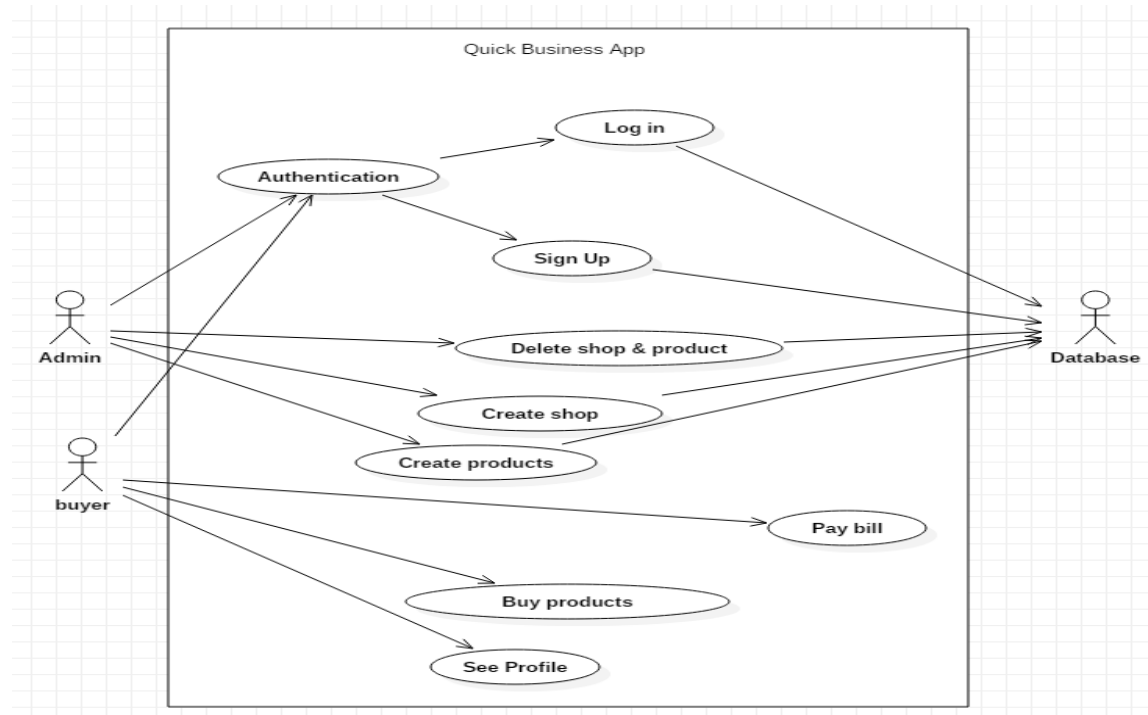 Quick Business App
Log in
Authentication
Sign Up
Admin
Delete shop & product
Database
Create shop
Create products
buyer
Pay bill
Buy products
See Profile